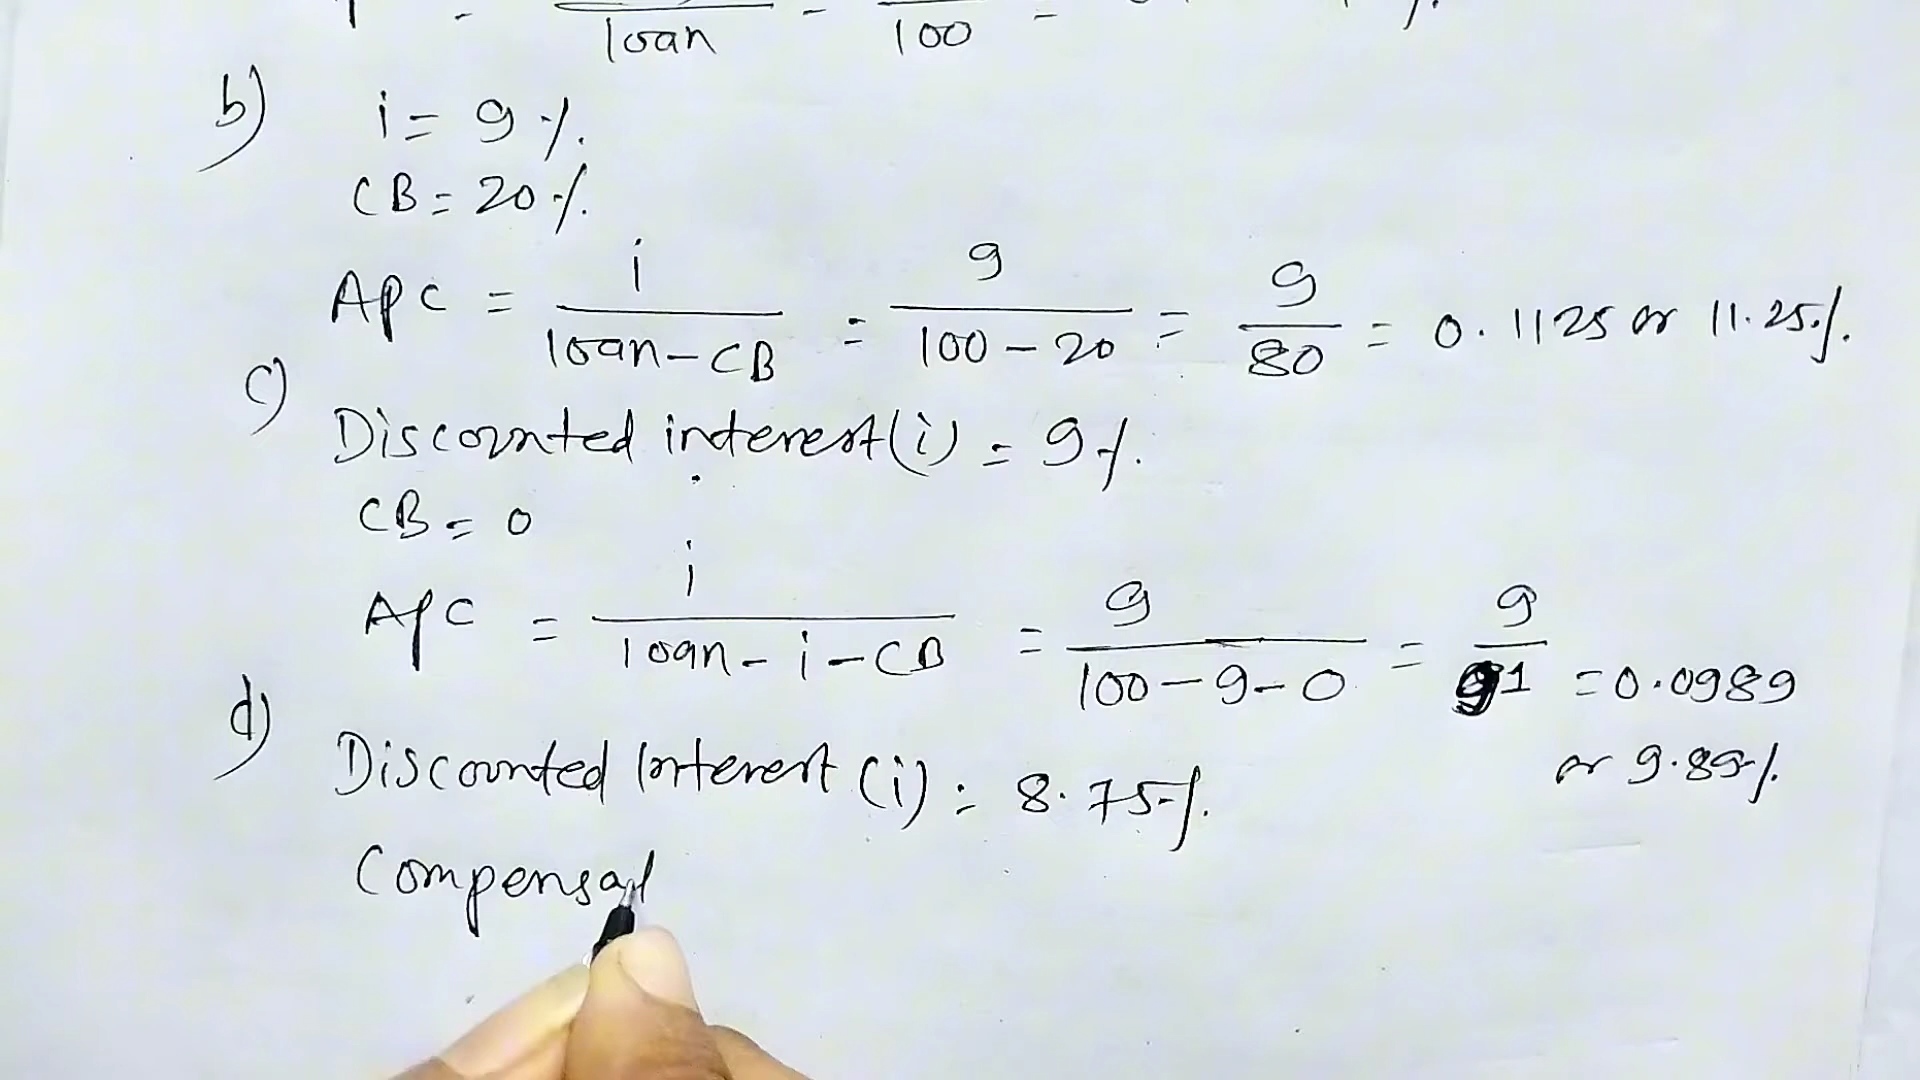 loan 100
b) i = 9 %.
CB = 20 %.
APC = i / loan - CB = 9 / 100 - 20 = 9 / 80 = 0.1125 or 11.25%.
c)
Discounted interest (i) = 9%.
CB = 0
APC = i / loan - i - CB = 9 / 100 - 9 - 0 = 9 / 91 = 0.0989
or 9.89%.
d)
Discounted Interest (i) = 8.75%.
Compensat